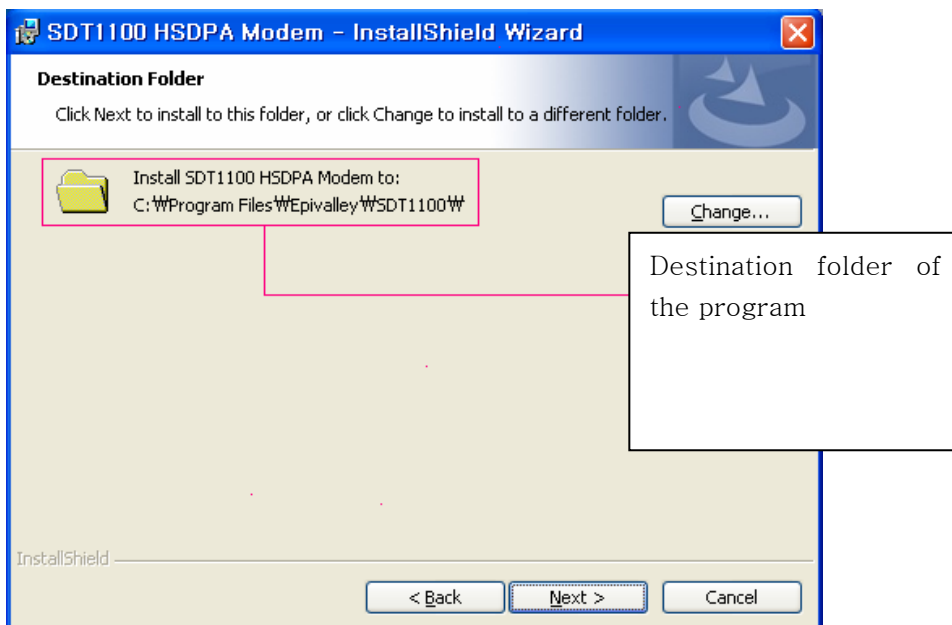 SDT1100 HSDPA Modem - InstallShield Wizard
Destination Folder
Click Next to install to this folder, or click Change to install to a different folder.
Install SDT1100 HSDPA Modem to:
C:₩Program Files₩Epivalley₩SDT1100₩
Change...
Destination folder of
the program
InstallShield
< Back
Next >
Cancel